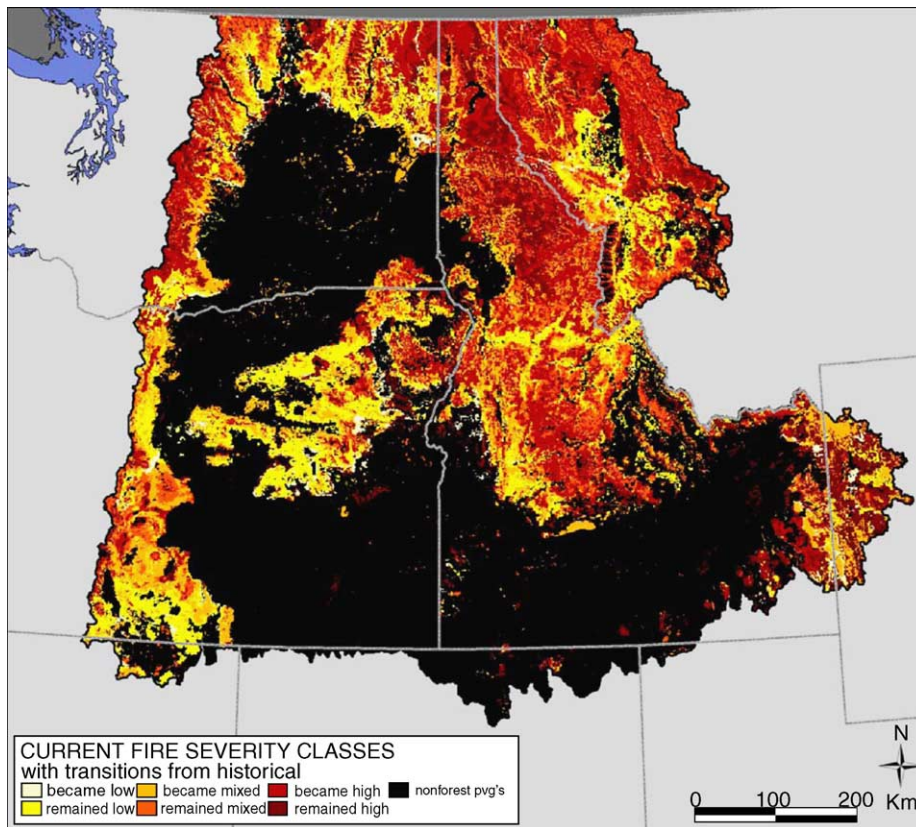 CURRENT FIRE SEVERITY CLASSES
with transitions from historical
became low became mixed became high nonforest pvg's
remained low remained mixed remained high
N
0 100 200
Km